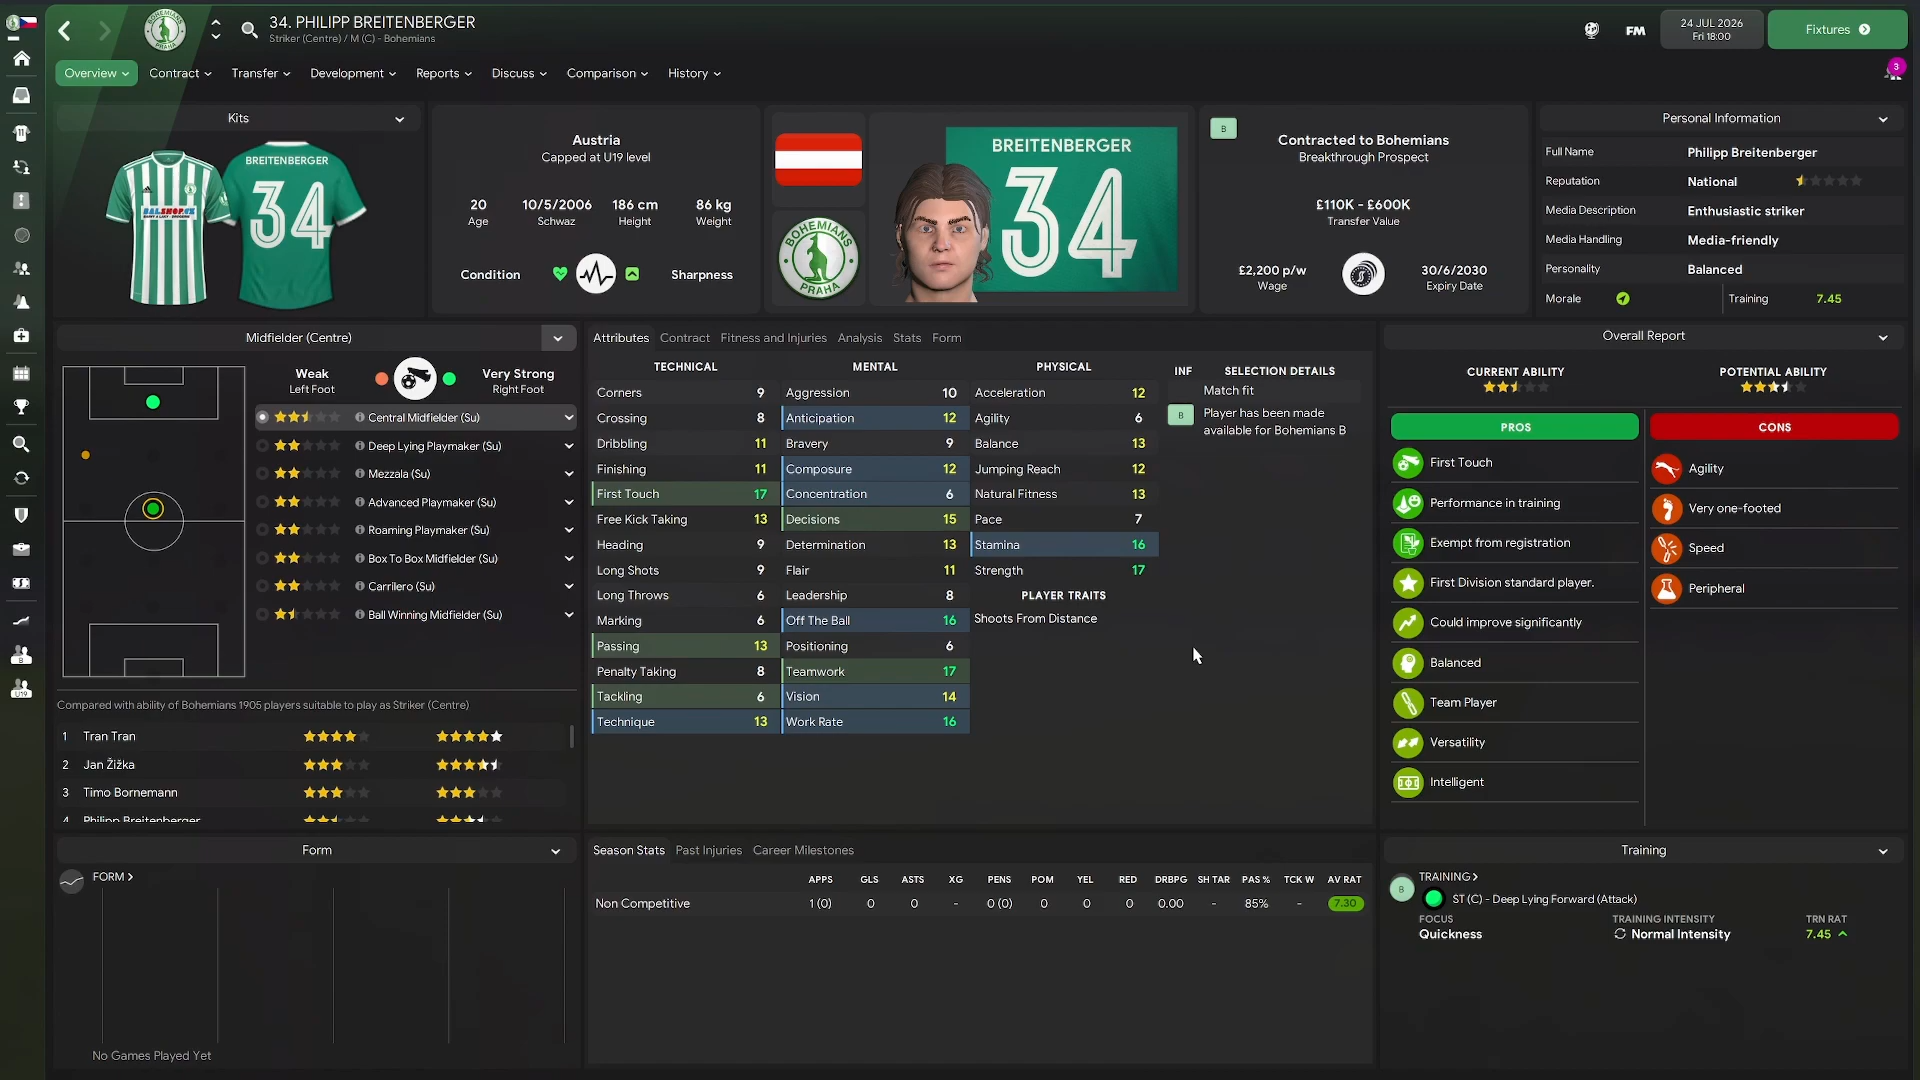 34. PHILIPP BREITENBERGER
Striker (Centre) / M (C) - Bohemians
FM
24 JUL 2026
Fri 18:00
Fixtures
3
Overview
Contract
Transfer
Development
Reports
Discuss
Comparison
History
Kits
BREITENBERGER
34
Austria
Capped at U19 level
20
Age
10/5/2006
Schwaz
186 cm
Height
86 kg
Weight
Condition
Sharpness
BOHEMIANS
PRAHA
BREITENBERGER
34
B
Contracted to Bohemians
Breakthrough Prospect
£110K - £600K
Transfer Value
£2,200 p/w
Wage
30/6/2030
Expiry Date
Personal Information
Full Name Philipp Breitenberger
Reputation National
Media Description Enthusiastic striker
Media Handling Media-friendly
Personality Balanced
Morale
Training 7.45
Midfielder (Centre)
Weak
Left Foot
Very Strong
Right Foot
Central Midfielder (Su)
Deep Lying Playmaker (Su)
Mezzala (Su)
Advanced Playmaker (Su)
Roaming Playmaker (Su)
Box To Box Midfielder (Su)
Carrilero (Su)
Ball Winning Midfielder (Su)
Compared with ability of Bohemians 1905 players suitable to play as Striker (Centre)
1 Tran Tran
2 Jan Žižka
3 Timo Bornemann
4 Philipp Breitenberger
Attributes
Contract
Fitness and Injuries
Analysis
Stats
Form
TECHNICAL
Corners 9
Crossing 8
Dribbling 11
Finishing 11
First Touch 17
Free Kick Taking 13
Heading 9
Long Shots 9
Long Throws 6
Marking 6
Passing 13
Penalty Taking 8
Tackling 6
Technique 13
MENTAL
Aggression 10
Anticipation 12
Bravery 9
Composure 12
Concentration 6
Decisions 15
Determination 13
Flair 11
Leadership 8
Off The Ball 16
Positioning 6
Teamwork 17
Vision 14
Work Rate 16
PHYSICAL
Acceleration 12
Agility 6
Balance 13
Jumping Reach 12
Natural Fitness 13
Pace 7
Stamina 16
Strength 17
PLAYER TRAITS
Shoots From Distance
INF
SELECTION DETAILS
Match fit
B
Player has been made
available for Bohemians B
Overall Report
CURRENT ABILITY
POTENTIAL ABILITY
PROS
First Touch
Performance in training
Exempt from registration
First Division standard player.
Could improve significantly
Balanced
Team Player
Versatility
Intelligent
CONS
Agility
Very one-footed
Speed
Peripheral
Form
FORM
No Games Played Yet
Season Stats
Past Injuries
Career Milestones
APPS GLS ASTS XG PENS POM YEL RED DRBPG SH TAR PAS % TCK W AV RAT
Non Competitive 1 (0) 0 0 - 0 (0) 0 0 0 0.00 - 85% - 7.30
Training
B
TRAINING
ST (C) - Deep Lying Forward (Attack)
FOCUS
Quickness
TRAINING INTENSITY
Normal Intensity
TRN RAT
7.45